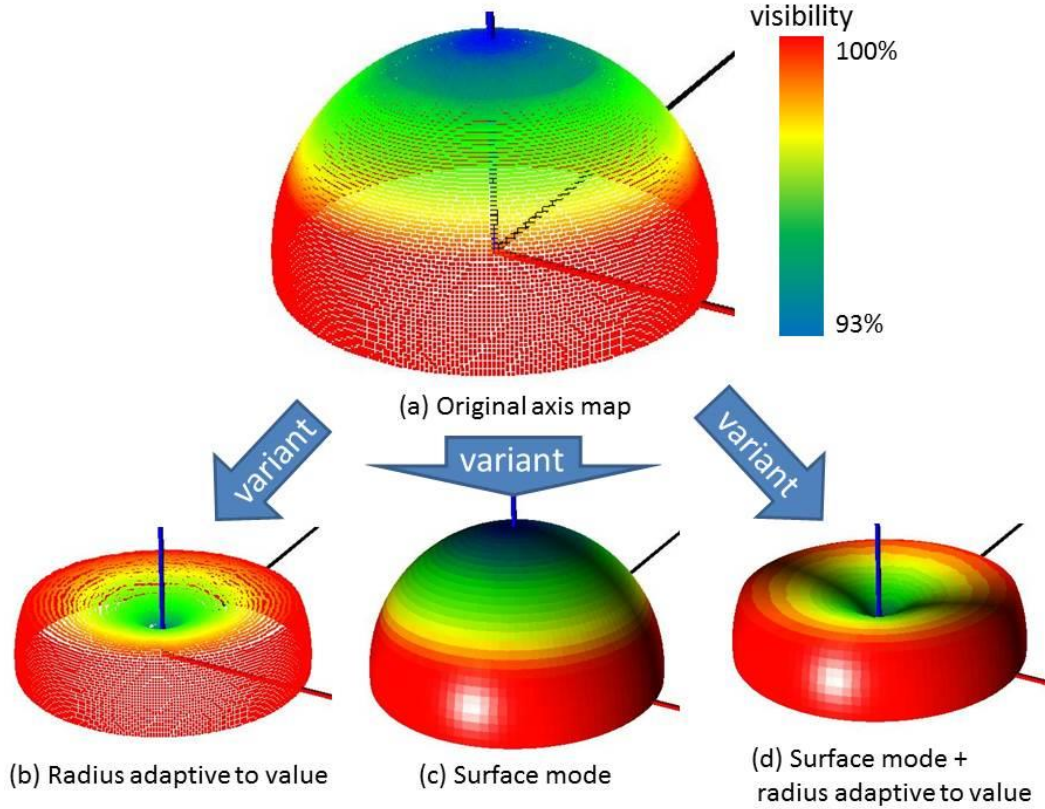 visibility
100%
93%
(a) Original axis map
variant
variant
variant
(b) Radius adaptive to value
(c) Surface mode
(d) Surface mode +
radius adaptive to value